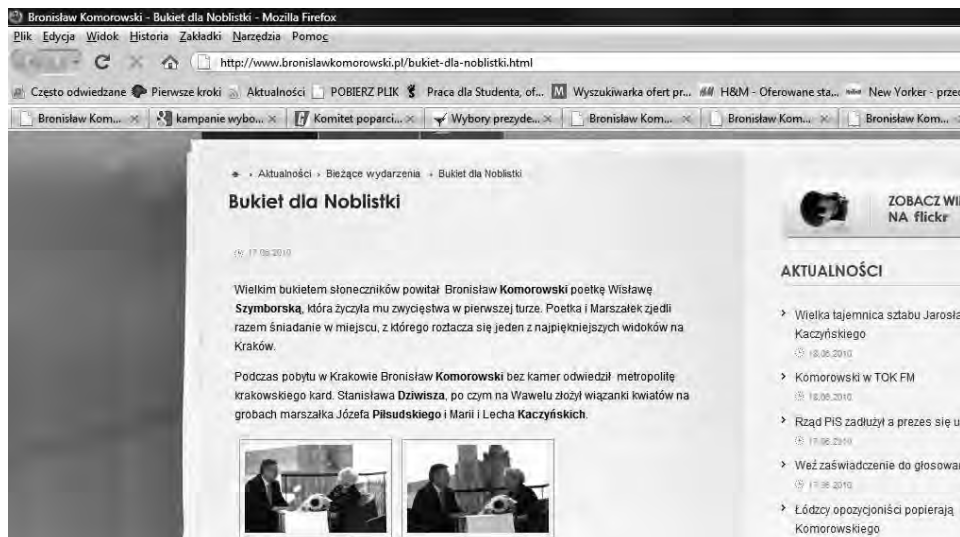 Bronisław Komorowski - Bukiet dla Noblistki - Mozilla Firefox
Plik Edycja Widok Historia Zakładki Narzędzia Pomoc
http://www.bronislawkomorowski.pl/bukiet-dla-noblistki.html
Często odwiedzane Pierwsze kroki Aktualności POBIERZ PLIK Praca dla Studenta, of... Wyszukiwarka ofert pr... H&M - Oferowane sta... New Yorker - przec
Bronisław Kom... kampanie wybo... Komitet poparci... Wybory prezyde... Bronisław Kom... Bronisław Kom... Bronisław Kom...
Aktualności Bieżące wydarzenia Bukiet dla Noblistki
Bukiet dla Noblistki
17.06.2010
Wielkim bukietem słoneczników powitał Bronisław Komorowski poetkę Wisławę
Szymborską, która życzyła mu zwycięstwa w pierwszej turze. Poetka i Marszałek zjedli
razem śniadanie w miejscu, z którego roztacza się jeden z najpiękniejszych widoków na
Kraków.
Podczas pobytu w Krakowie Bronisław Komorowski bez kamer odwiedził metropolitę
krakowskiego kard. Stanisława Dziwisza, po czym na Wawelu złożył wiązanki kwiatów na
grobach marszałka Józefa Piłsudskiego i Marii i Lecha Kaczyńskich.
ZOBACZ WI
NA flickr
AKTUALNOŚCI
Wielka tajemnica sztabu Jarosła
Kaczyńskiego
18.06.2010
Komorowski w TOK FM
18.06.2010
Rząd PiS zadłużył a prezes się u
17.06.2010
Weź zaświadczenie do głosowa
17.06.2010
Łódzcy opozycjoniści popierają
Komorowskiego